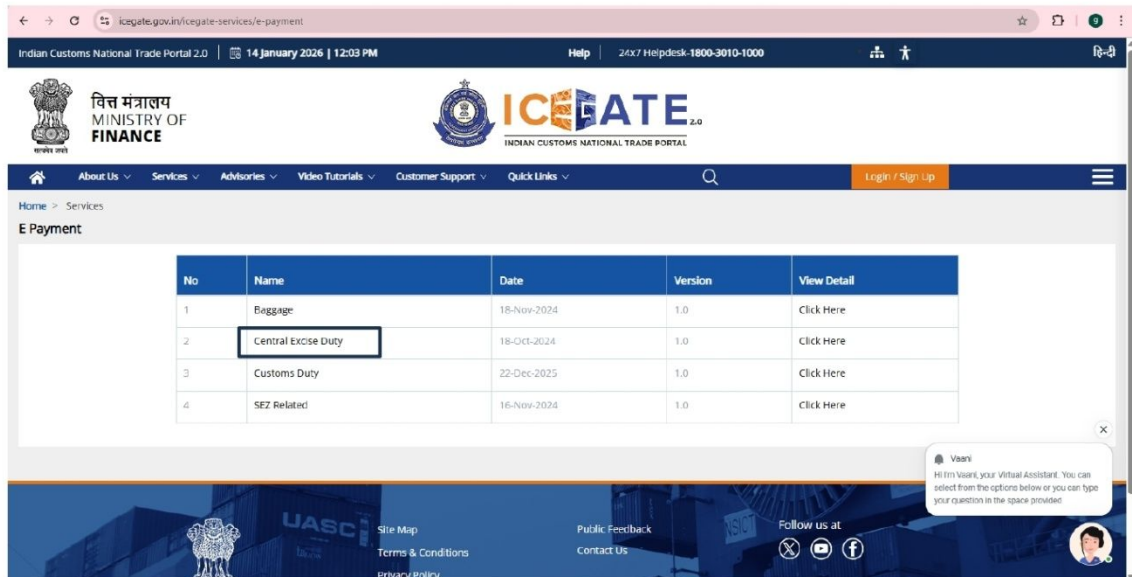 icegate.gov.in/icegate-services/e-payment
g
Indian Customs National Trade Portal 2.0 | 14 January 2026 | 12:03 PM
Help | 24x7 Helpdesk-1800-3010-1000
हिन्दी
सत्यमेव जयते
वित्त मंत्रालय
MINISTRY OF
FINANCE
ICEGATE 2.0
INDIAN CUSTOMS NATIONAL TRADE PORTAL
About Us Services Advisories Video Tutorials Customer Support Quick Links Login / Sign Up
Home > Services
E Payment
No Name Date Version View Detail
1 Baggage 18-Nov-2024 1.0 Click Here
2 Central Excise Duty 18-Oct-2024 1.0 Click Here
3 Customs Duty 22-Dec-2025 1.0 Click Here
4 SEZ Related 16-Nov-2024 1.0 Click Here
Vaani
Hi I'm Vaani, your Virtual Assistant. You can
select from the options below or you can type
your question in the space provided
UASC
NSICT
Site Map
Public Feedback
Follow us at
Terms & Conditions
Contact Us
Privacy Policy